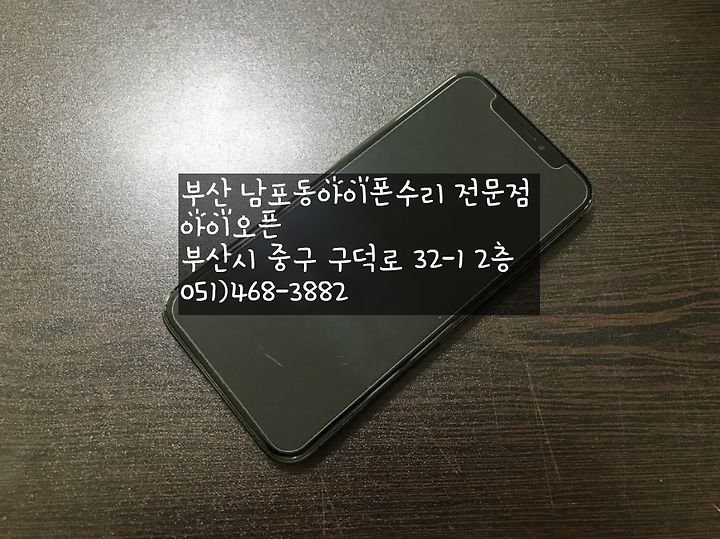 부산 남포동아이폰수리 전문점
아이오픈
부산시 중구 구덕로 32-1 2층
051)468-3882